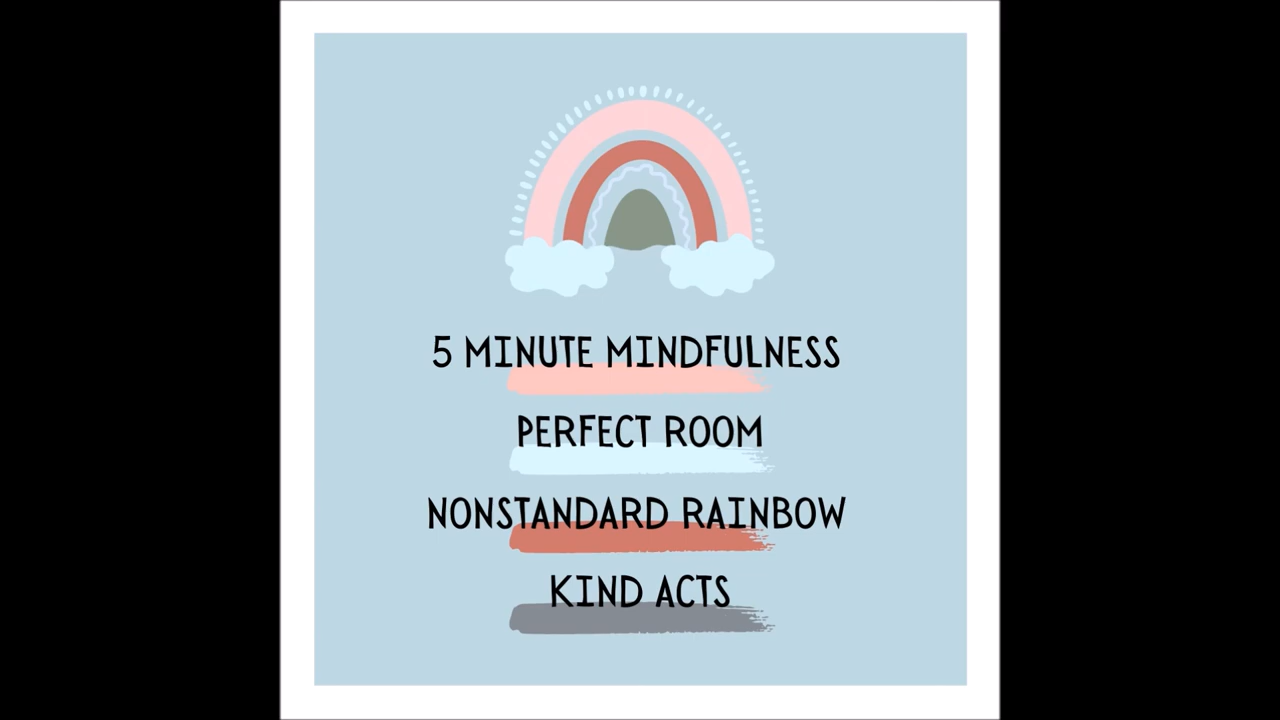 5 MINUTE MINDFULNESS
PERFECT ROOM
NONSTANDARD RAINBOW
KIND ACTS